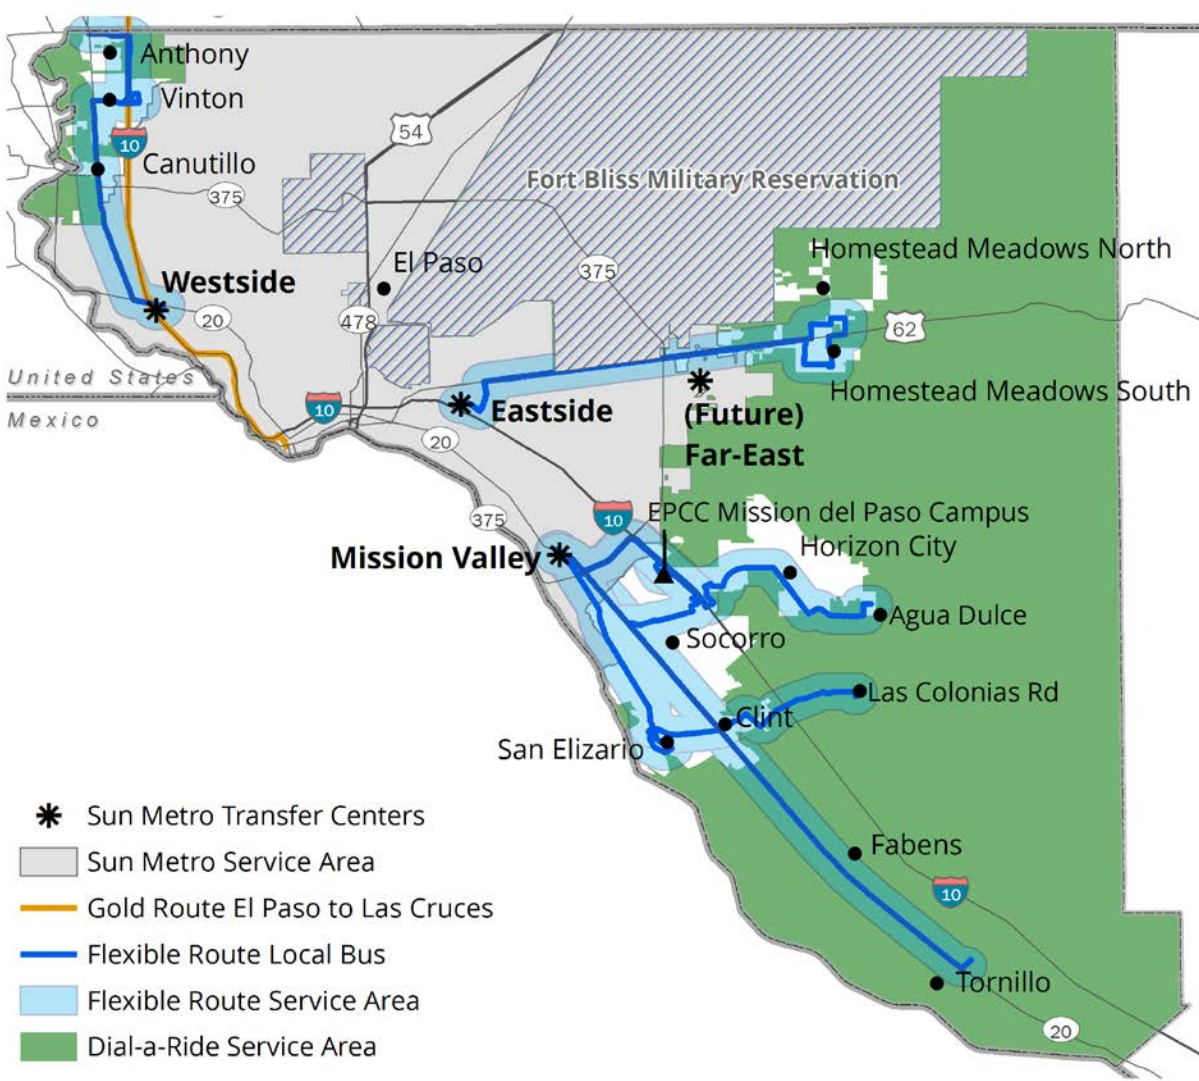 Anthony
Vinton
10
54
Canutillo
375
Fort Bliss Military Reservation
Homestead Meadows North
El Paso
375
Westside
20
478
62
United States
Mexico
Homestead Meadows South
10
Eastside
(Future)
Far-East
20
375
10
EPCC Mission del Paso Campus
Horizon City
Mission Valley
Agua Dulce
Socorro
Las Colonias Rd
Clint
San Elizario
Fabens
10
Tornillo
20
Sun Metro Transfer Centers
Sun Metro Service Area
Gold Route El Paso to Las Cruces
Flexible Route Local Bus
Flexible Route Service Area
Dial-a-Ride Service Area